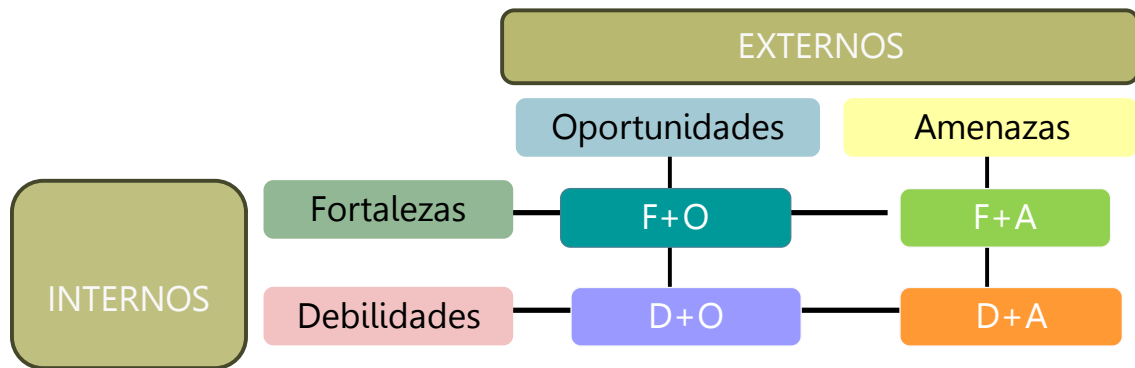 EXTERNOS
Oportunidades
Amenazas
Fortalezas
F+O
F+A
INTERNOS
Debilidades
D+O
D+A